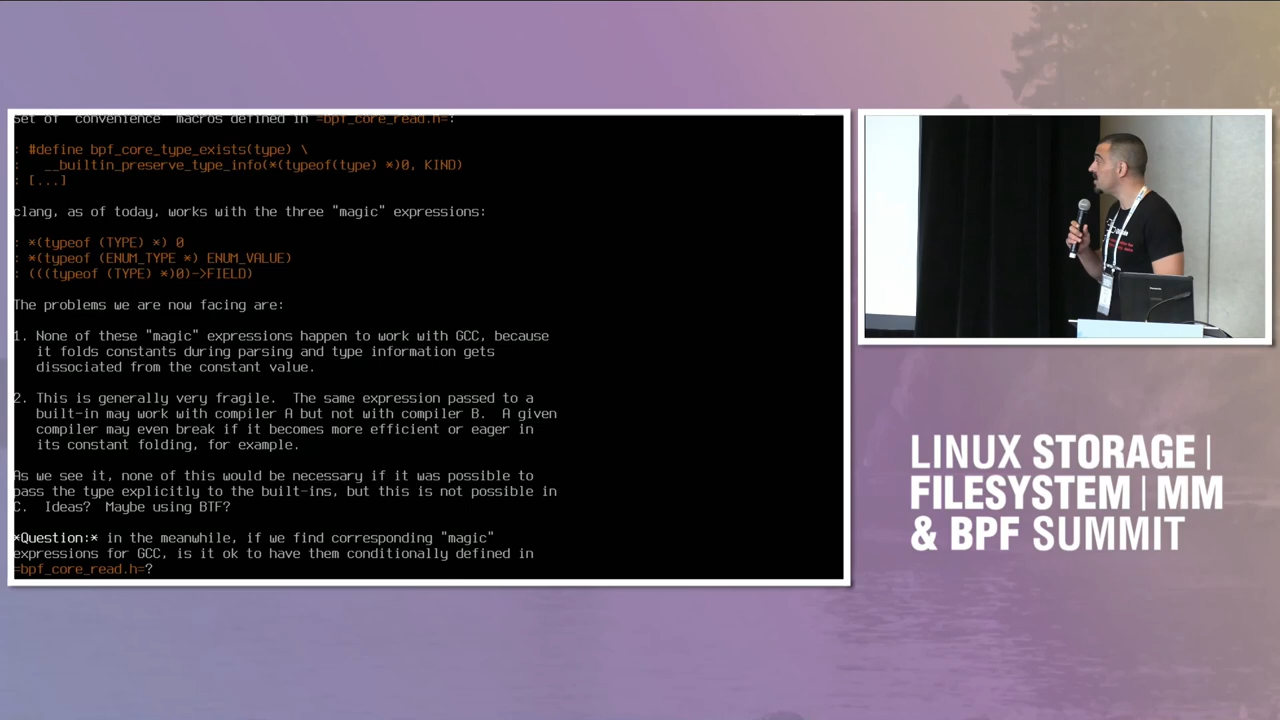 Set of "convenience" macros defined in =bpf_core_read.h=:
: #define bpf_core_type_exists(type) \
:   __builtin_preserve_type_info(*(typeof(type) *)0, KIND)
: [...]
clang, as of today, works with the three "magic" expressions:
: *(typeof (TYPE) *) 0
: *(typeof (ENUM_TYPE *) ENUM_VALUE)
: (((typeof (TYPE) *)0)->FIELD)
The problems we are now facing are:
1. None of these "magic" expressions happen to work with GCC, because
it folds constants during parsing and type information gets
dissociated from the constant value.
2. This is generally very fragile.  The same expression passed to a
built-in may work with compiler A but not with compiler B.  A given
compiler may even break if it becomes more efficient or eager in
its constant folding, for example.
As we see it, none of this would be necessary if it was possible to
pass the type explicitly to the built-ins, but this is not possible in
C.  Ideas?  Maybe using BTF?
*Question:* in the meanwhile, if we find corresponding "magic"
expressions for GCC, is it ok to have them conditionally defined in
=bpf_core_read.h=?
LINUX STORAGE |
FILESYSTEM | MM
& BPF SUMMIT